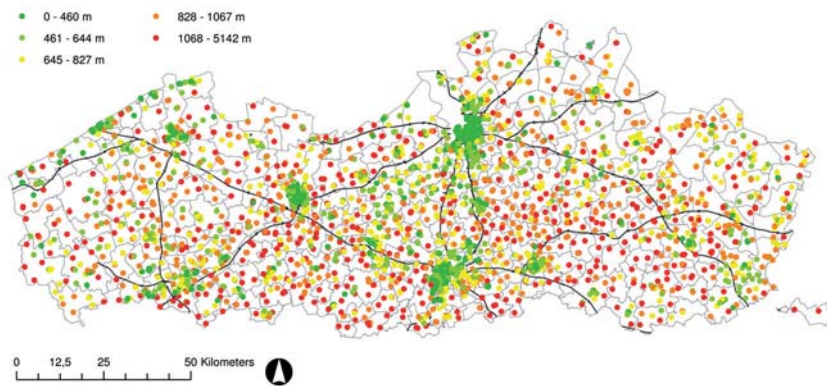 0 - 460 m
461 - 644 m
645 - 827 m
828 - 1067 m
1068 - 5142 m
0 12,5 25 50 Kilometers